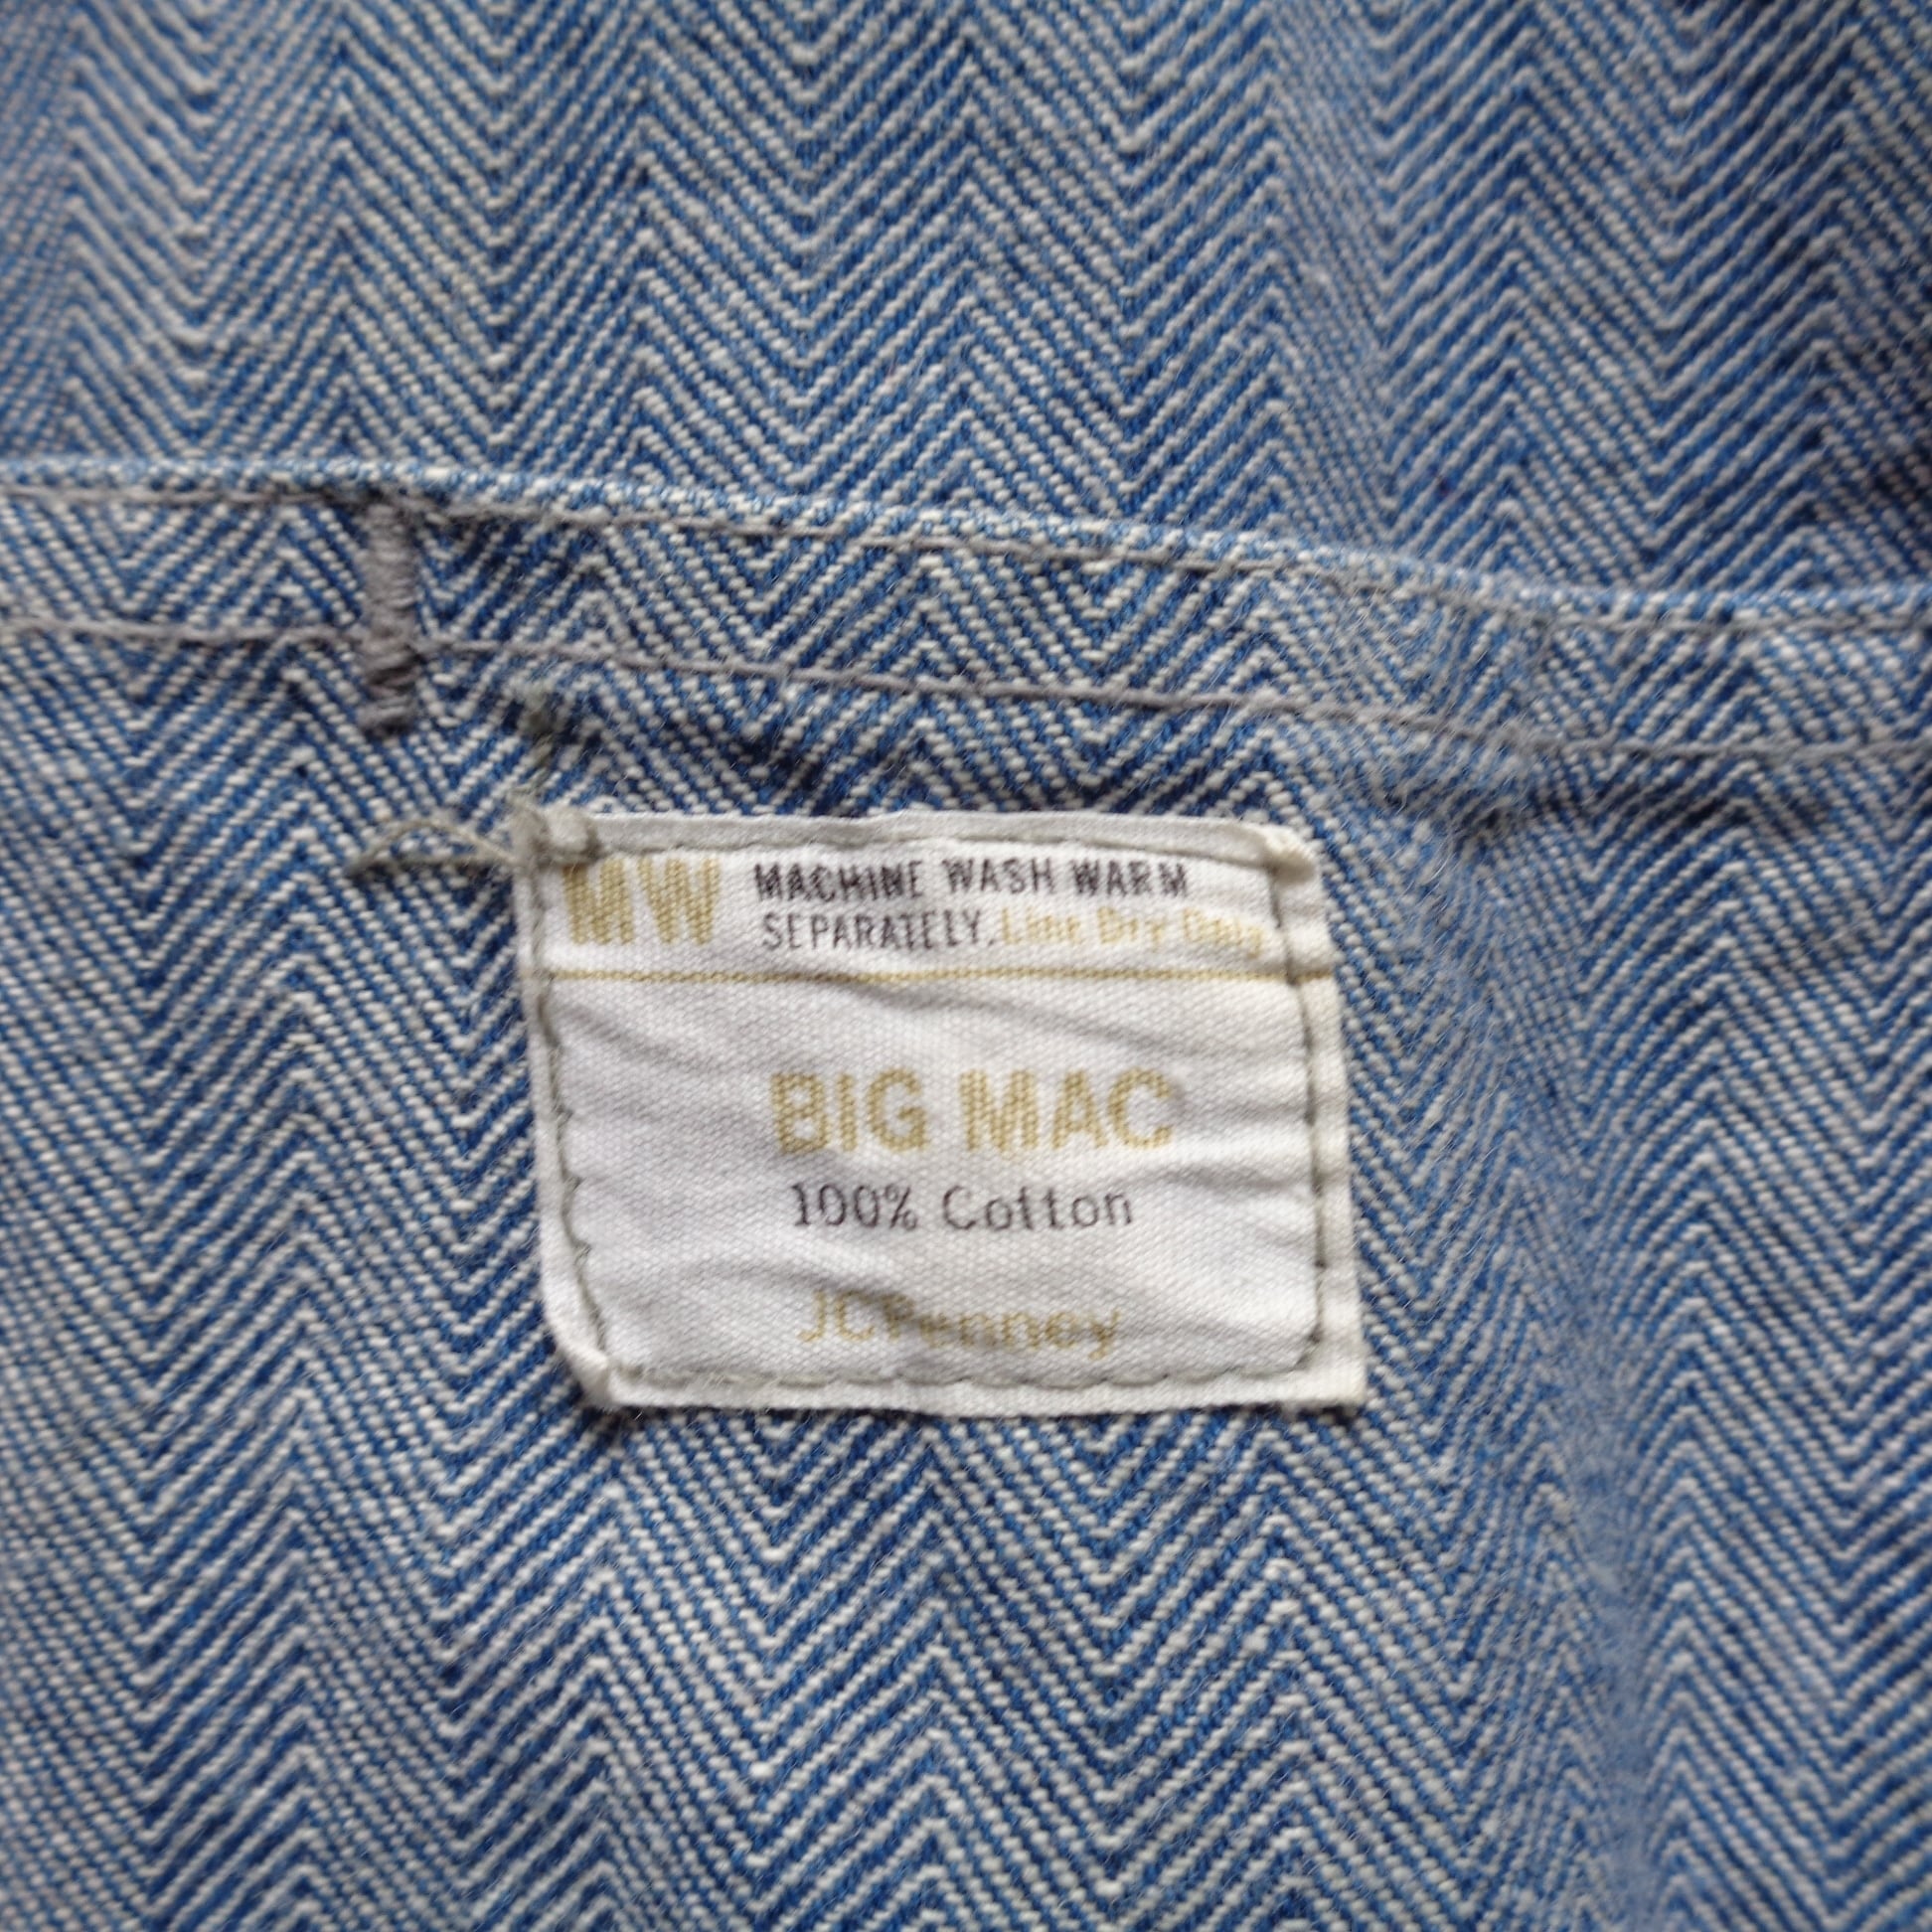 MW MACHINE WASH WARM
SEPARATELY. Line Dry Only
BIG MAC
100% Cotton
JCPenney